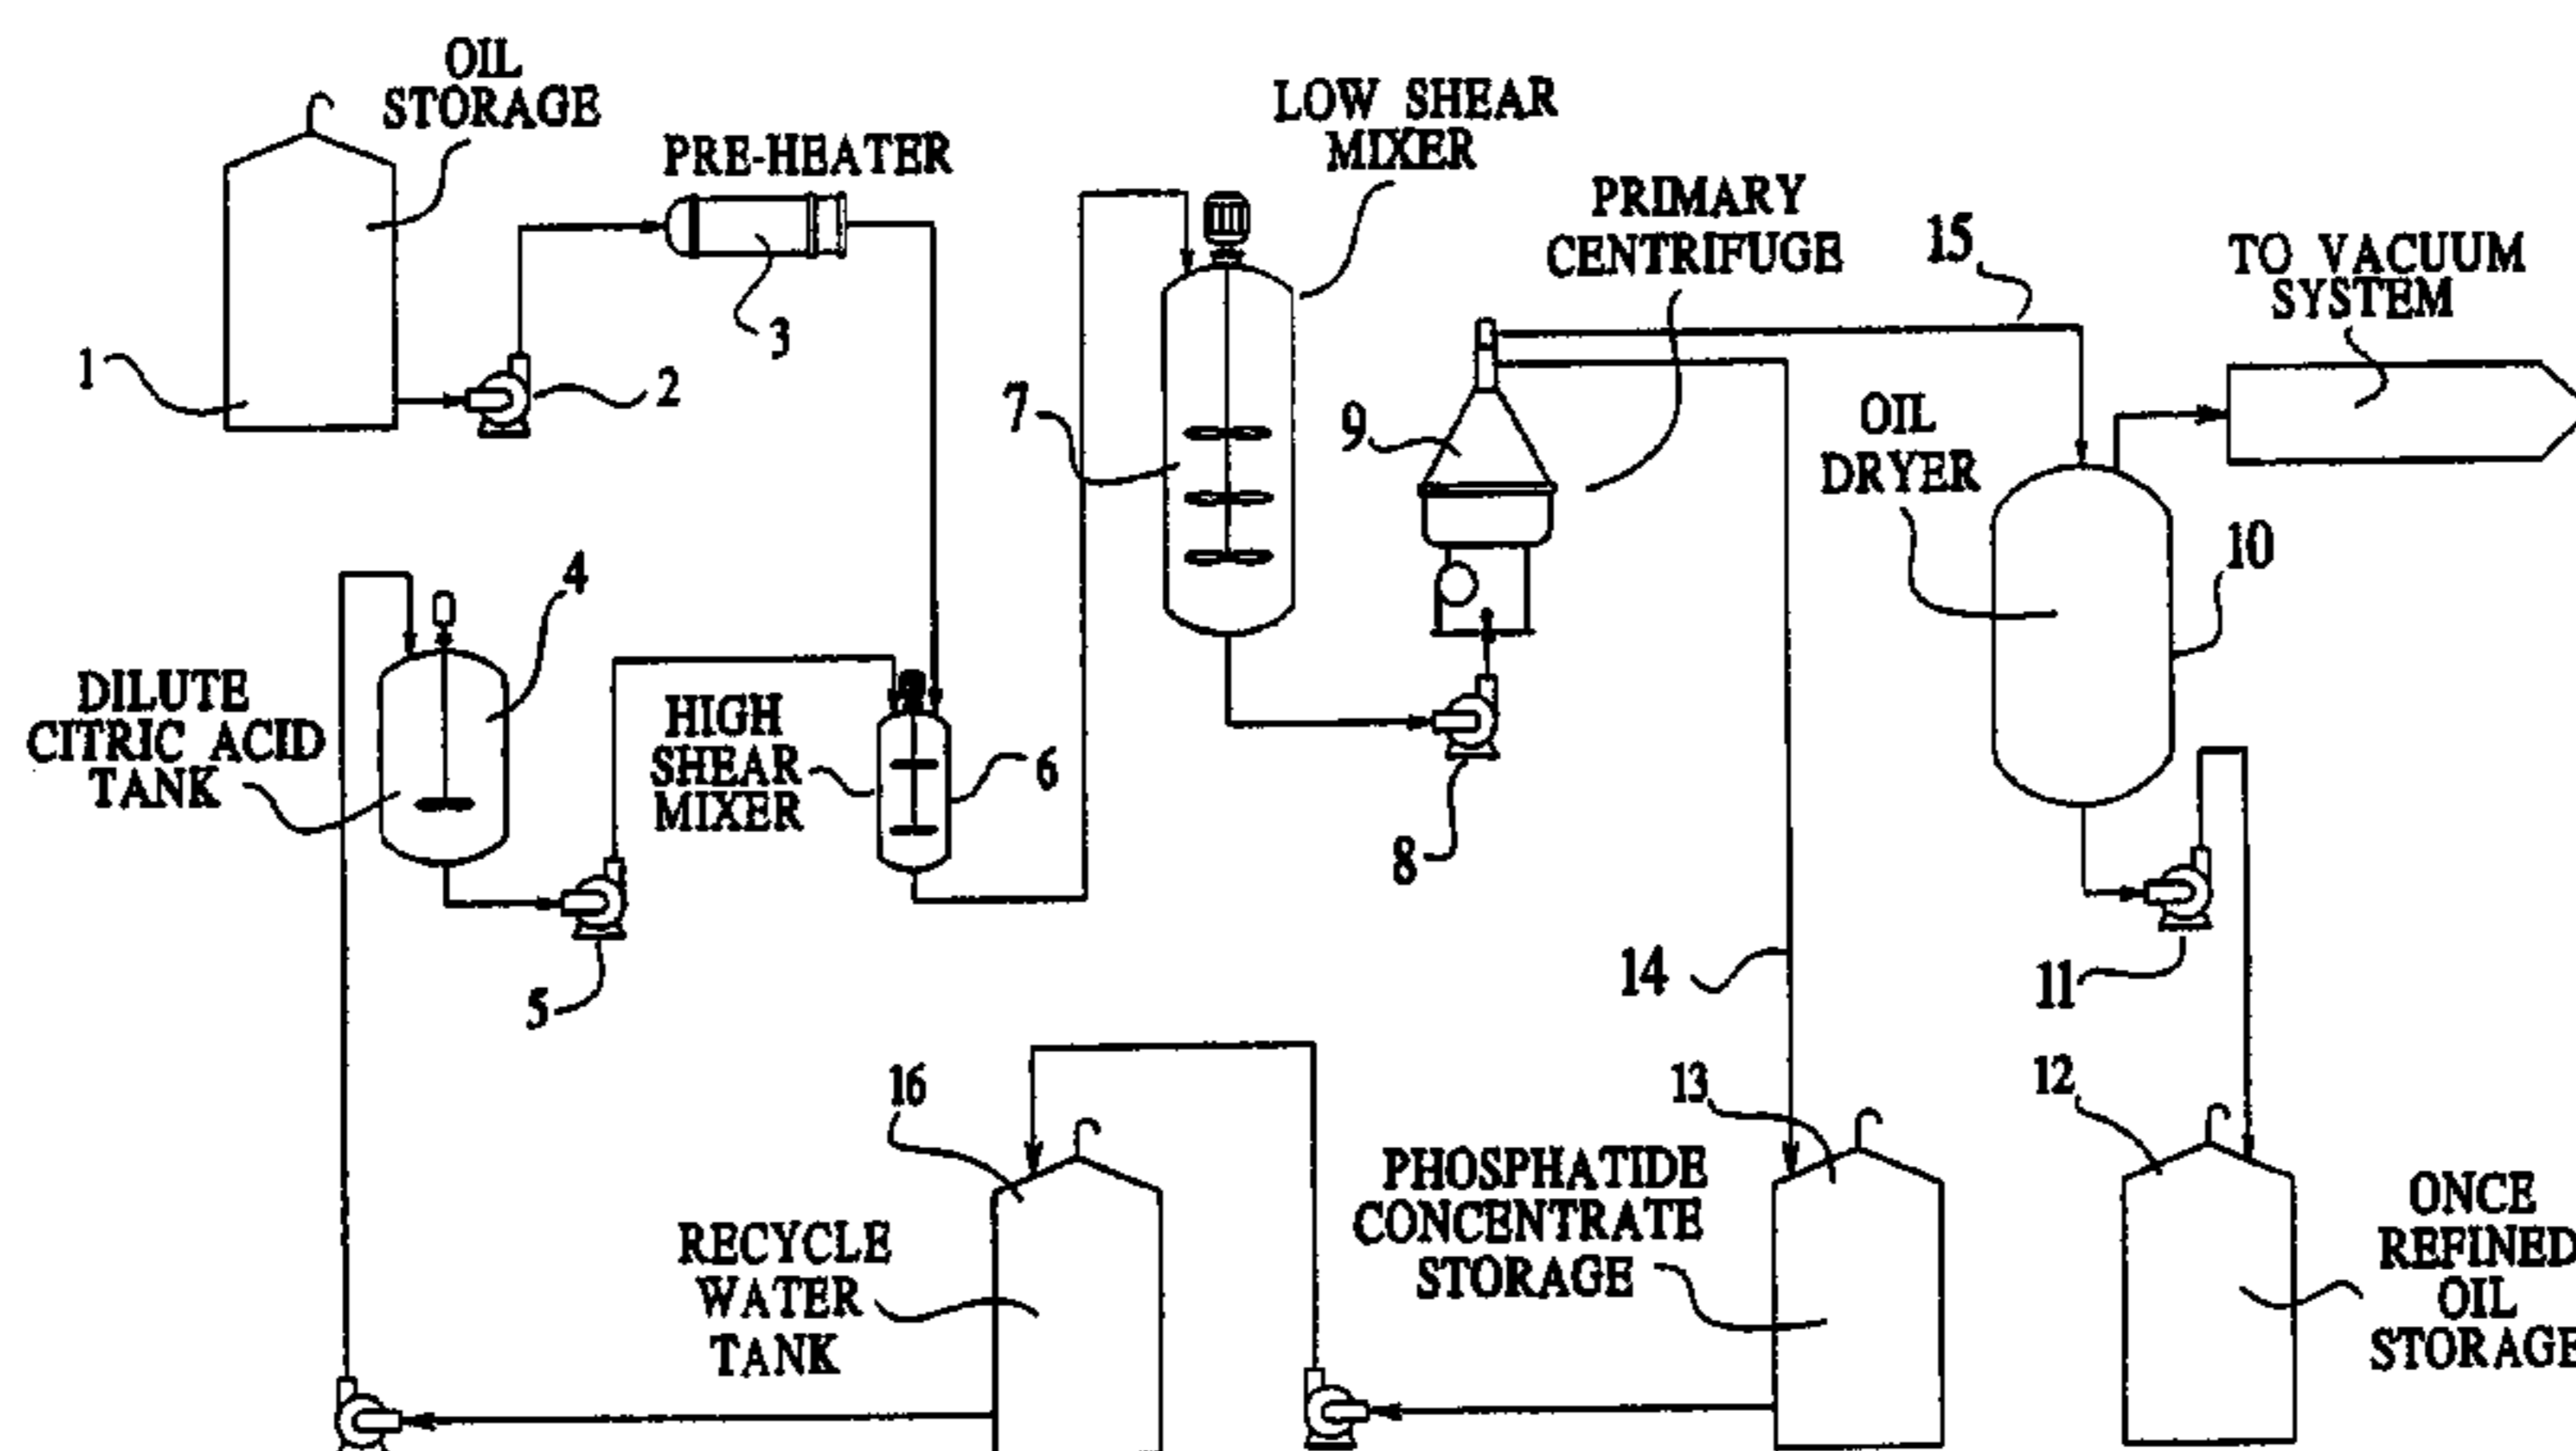 OIL
STORAGE
PRE-HEATER
LOW SHEAR
MIXER
PRIMARY
CENTRIFUGE
15
TO VACUUM
SYSTEM
1
2
3
7
9
OIL
DRYER
10
4
DILUTE
CITRIC ACID
TANK
HIGH
SHEAR
MIXER
6
8
5
14
11
16
13
12
PHOSPHATIDE
CONCENTRATE
STORAGE
RECYCLE
WATER
TANK
ONCE
REFINED
OIL
STORAGE